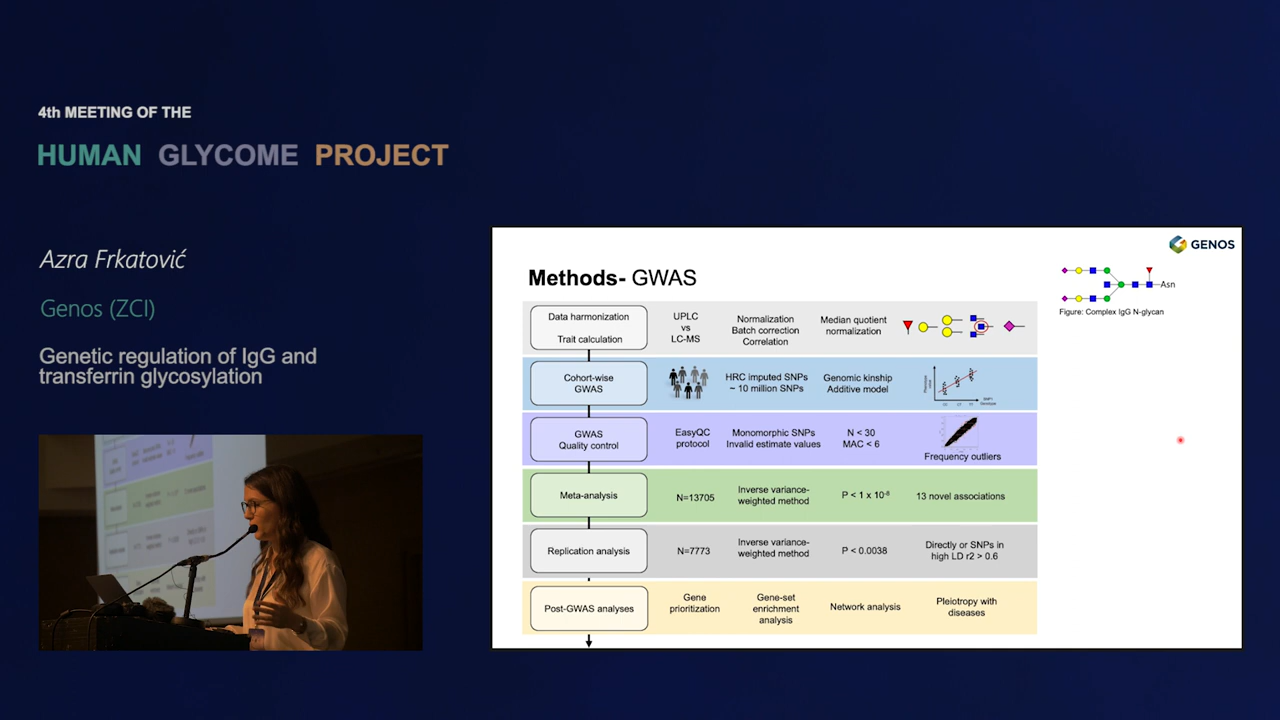 4th MEETING OF THE
HUMAN GLYCOME PROJECT
Azra Frkatović
Genos (ZCI)
Genetic regulation of IgG and
transferrin glycosylation
GENOS
Methods- GWAS
Asn
Figure: Complex IgG N-glycan
Data harmonization
Trait calculation
UPLC
vs
LC-MS
Normalization
Batch correction
Correlation
Median quotient
normalization
Cohort-wise
GWAS
HRC imputed SNPs
~ 10 million SNPs
Genomic kinship
Additive model
GWAS
Quality control
EasyQC
protocol
Monomorphic SNPs
Invalid estimate values
N < 30
MAC < 6
Frequency outliers
Meta-analysis
N=13705
Inverse variance-
weighted method
P < 1 x 10⁻⁸
13 novel associations
Replication analysis
N=7773
Inverse variance-
weighted method
P < 0.0038
Directly or SNPs in
high LD r2 > 0.6
Post-GWAS analyses
Gene
prioritization
Gene-set
enrichment
analysis
Network analysis
Pleiotropy with
diseases